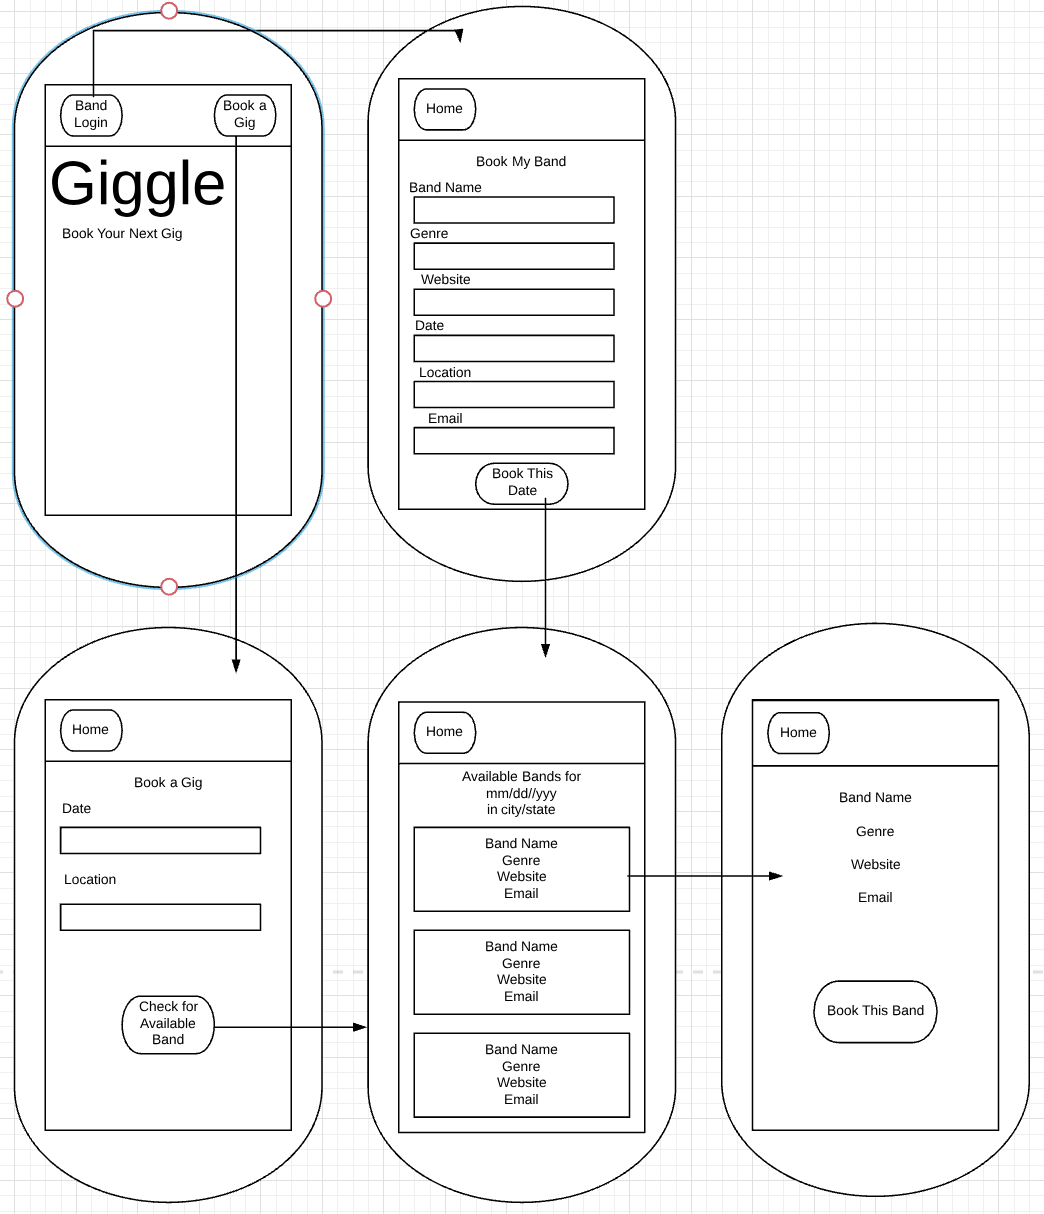 Band
Login
Book a
Gig
Giggle
Book Your Next Gig
Home
Book My Band
Band Name
Genre
Website
Date
Location
Email
Book This
Date
Home
Book a Gig
Date
Location
Check for
Available
Band
Home
Available Bands for
mm/dd//yyy
in city/state
Band Name
Genre
Website
Email
Band Name
Genre
Website
Email
Band Name
Genre
Website
Email
Home
Band Name
Genre
Website
Email
Book This Band